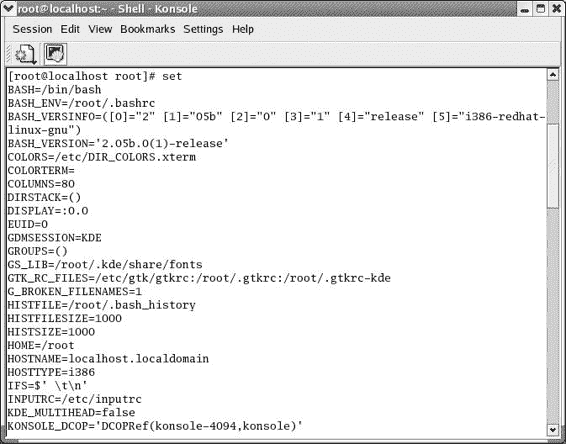 root@localhost:~ - Shell - Konsole
Session Edit View Bookmarks Settings Help
[root@localhost root]# set
BASH=/bin/bash
BASH_ENV=/root/.bashrc
BASH_VERSINFO=([0]="2" [1]="05b" [2]="0" [3]="1" [4]="release" [5]="i386-redhat-
linux-gnu")
BASH_VERSION='2.05b.0(1)-release'
COLORS=/etc/DIR_COLORS.xterm
COLORTERM=
COLUMNS=80
DIRSTACK=()
DISPLAY=:0.0
EUID=0
GDMSESSION=KDE
GROUPS=()
GS_LIB=/root/.kde/share/fonts
GTK_RC_FILES=/etc/gtk/gtkrc:/root/.gtkrc:/root/.gtkrc-kde
G_BROKEN_FILENAMES=1
HISTFILE=/root/.bash_history
HISTFILESIZE=1000
HISTSIZE=1000
HOME=/root
HOSTNAME=localhost.localdomain
HOSTTYPE=i386
IFS=$' \t\n'
INPUTRC=/etc/inputrc
KDE_MULTIHEAD=false
KONSOLE_DCOP='DCOPRef(konsole-4094,konsole)'